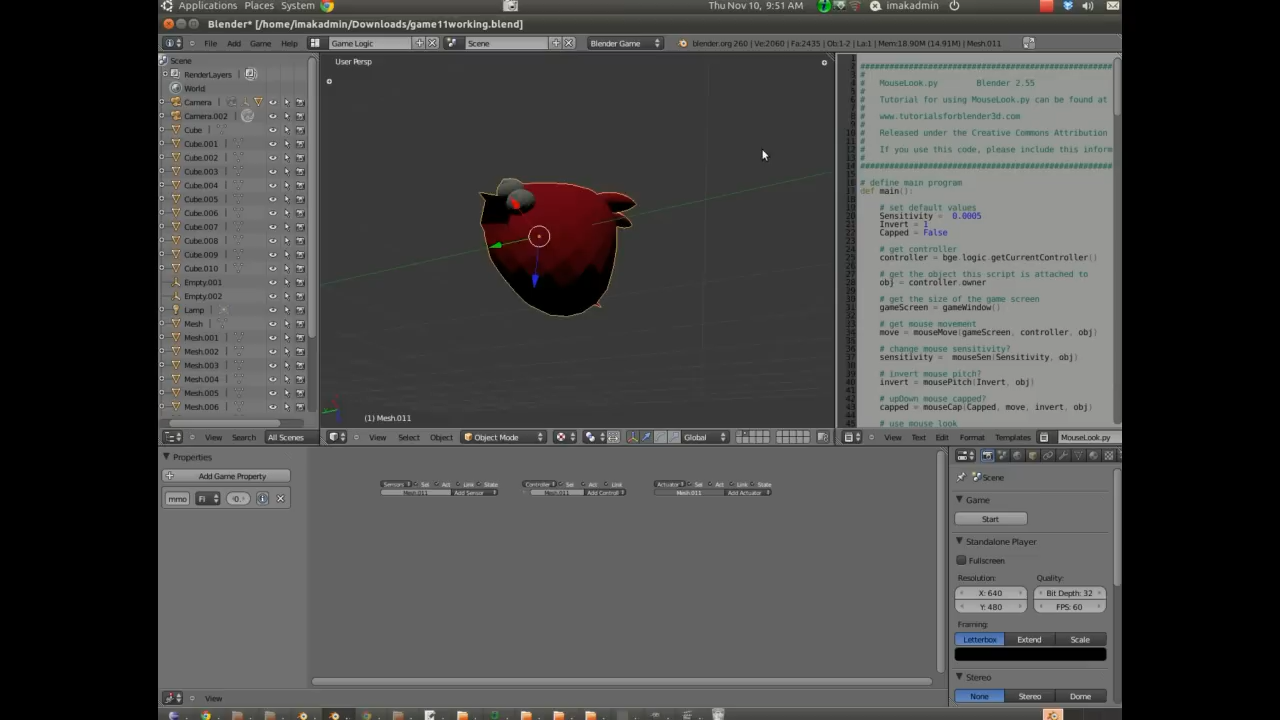 Applications Places System
Thu Nov 10, 9:51 AM
imakadmin
Blender* [/home/imakadmin/Downloads/game11working.blend]
File Add Game Help
Game Logic
Scene
Blender Game
blender.org 260 | Ve:2060 | Fa:2435 | Ob:1-2 | La:1 | Mem:18.90M (14.91M) | Mesh.011
Scene
RenderLayers
World
Camera
Camera.002
Cube
Cube.001
Cube.002
Cube.003
Cube.004
Cube.005
Cube.006
Cube.007
Cube.008
Cube.009
Cube.010
Empty.001
Empty.002
Lamp
Mesh
Mesh.001
Mesh.002
Mesh.003
Mesh.004
Mesh.005
Mesh.006
View Search All Scenes
User Persp
(1) Mesh.011
View Select Object Object Mode Global
################################################
#
# MouseLook.py Blender 2.55
#
# Tutorial for using MouseLook.py can be found at
#
# www.tutorialsforblender3d.com
#
# Released under the Creative Commons Attribution
#
# If you use this code, please include this inform
#
################################################
# define main program
def main():
# set default values
Sensitivity = 0.0005
Invert = 1
Capped = False
# get controller
controller = bge.logic.getCurrentController()
# get the object this script is attached to
obj = controller.owner
# get the size of the game screen
gameScreen = gameWindow()
# get mouse movement
move = mouseMove(gameScreen, controller, obj)
# change mouse sensitivity?
sensitivity = mouseSen(Sensitivity, obj)
# invert mouse pitch?
invert = mousePitch(Invert, obj)
# upDown mouse capped?
capped = mouseCap(Capped, move, invert, obj)
# use mouse look
View Text Edit Format Templates MouseLook.py
Properties
Add Game Property
mmo Fl
Sensors Sel Act Link State
Mesh.011 Add Sensor
Controller Sel Act Link
Mesh.011 Add Control
Actuator Sel Act Link State
Mesh.011 Add Actuator
View
Scene
Game
Start
Standalone Player
Fullscreen
Resolution: Quality:
X: 640 Bit Depth: 32
Y: 480 FPS: 60
Framing:
Letterbox Extend Scale
Stereo
None Stereo Dome